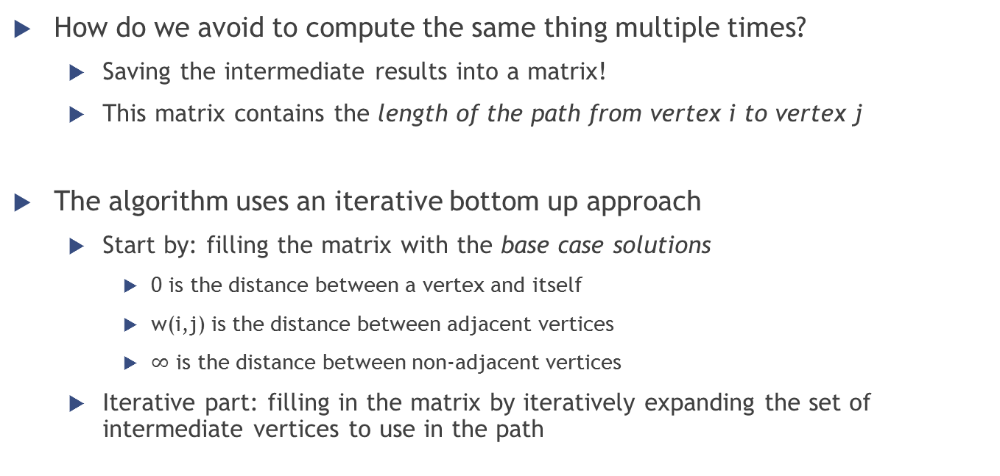 How do we avoid to compute the same thing multiple times?
Saving the intermediate results into a matrix!
This matrix contains the length of the path from vertex i to vertex j
The algorithm uses an iterative bottom up approach
Start by: filling the matrix with the base case solutions
0 is the distance between a vertex and itself
w(i,j) is the distance between adjacent vertices
∞ is the distance between non-adjacent vertices
Iterative part: filling in the matrix by iteratively expanding the set of
intermediate vertices to use in the path